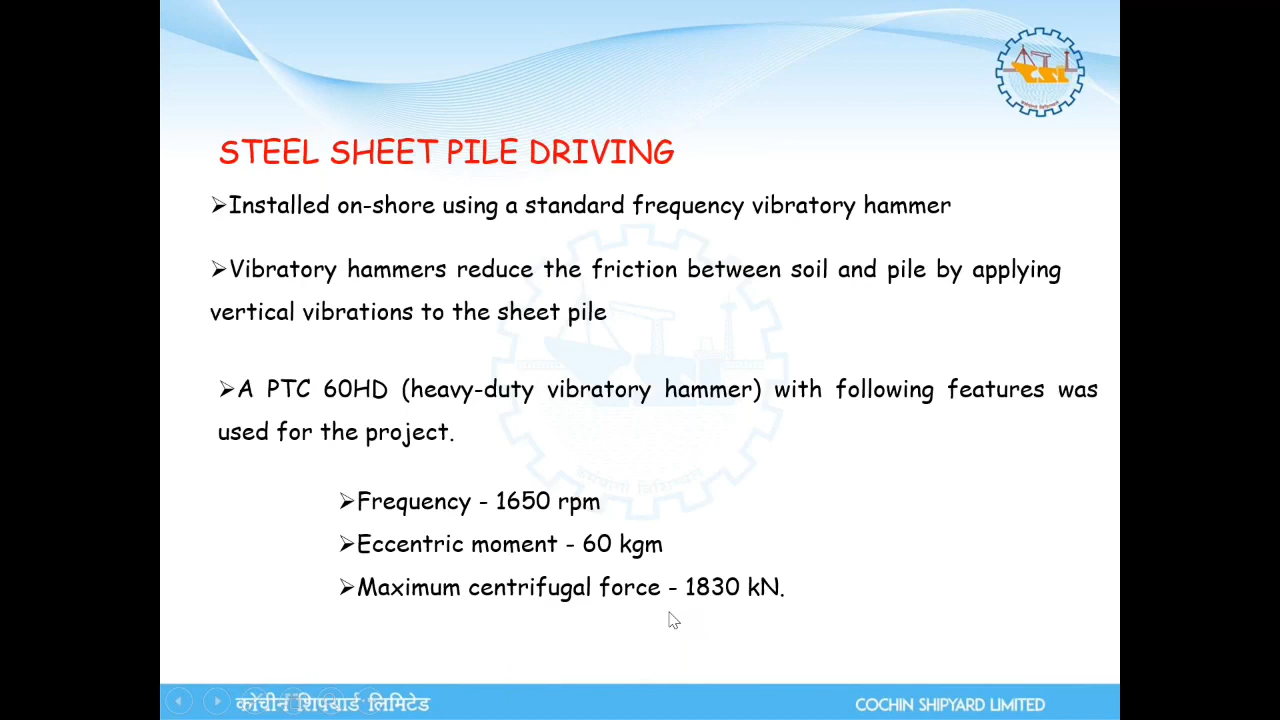 CSL
STEEL SHEET PILE DRIVING
➢Installed on-shore using a standard frequency vibratory hammer
➢Vibratory hammers reduce the friction between soil and pile by applying
vertical vibrations to the sheet pile
➢A PTC 60HD (heavy-duty vibratory hammer) with following features was
used for the project.
➢Frequency - 1650 rpm
➢Eccentric moment - 60 kgm
➢Maximum centrifugal force - 1830 kN.
कोचीन शिपयार्ड लिमिटेड
COCHIN SHIPYARD LIMITED